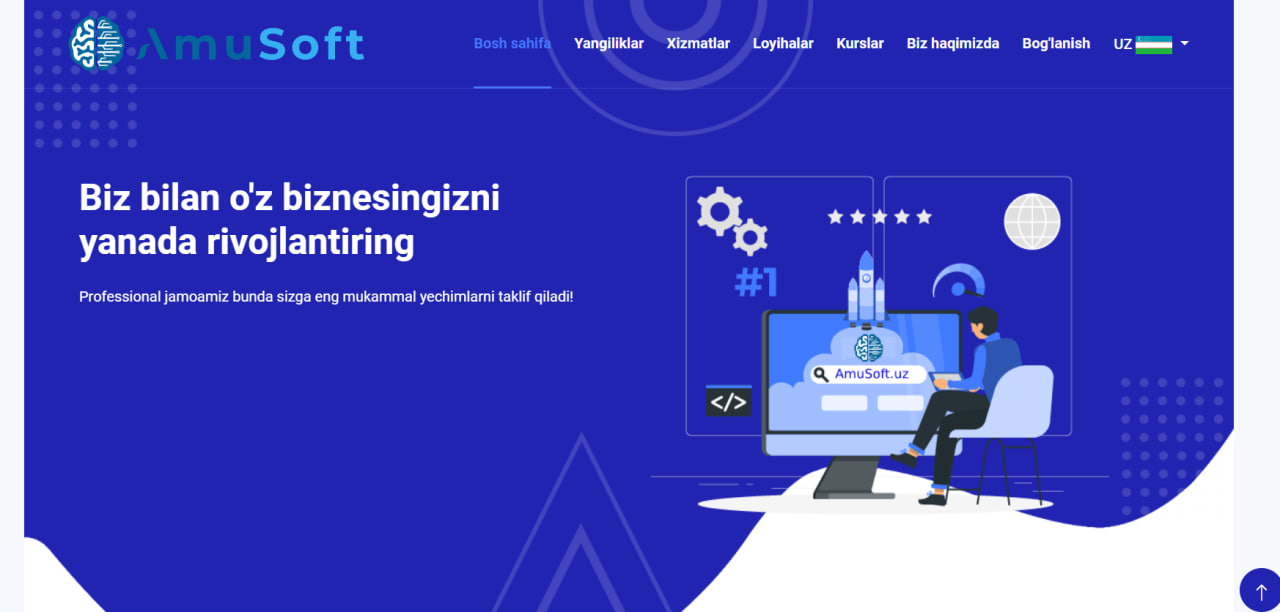 AmuSoft
Bosh sahifa Yangiliklar Xizmatlar Loyihalar Kurslar Biz haqimizda Bog'lanish UZ
Biz bilan o'z biznesingizni
yanada rivojlantiring
Professional jamoamiz bunda sizga eng mukammal yechimlarni taklif qiladi!
#1
AmuSoft.uz
</>